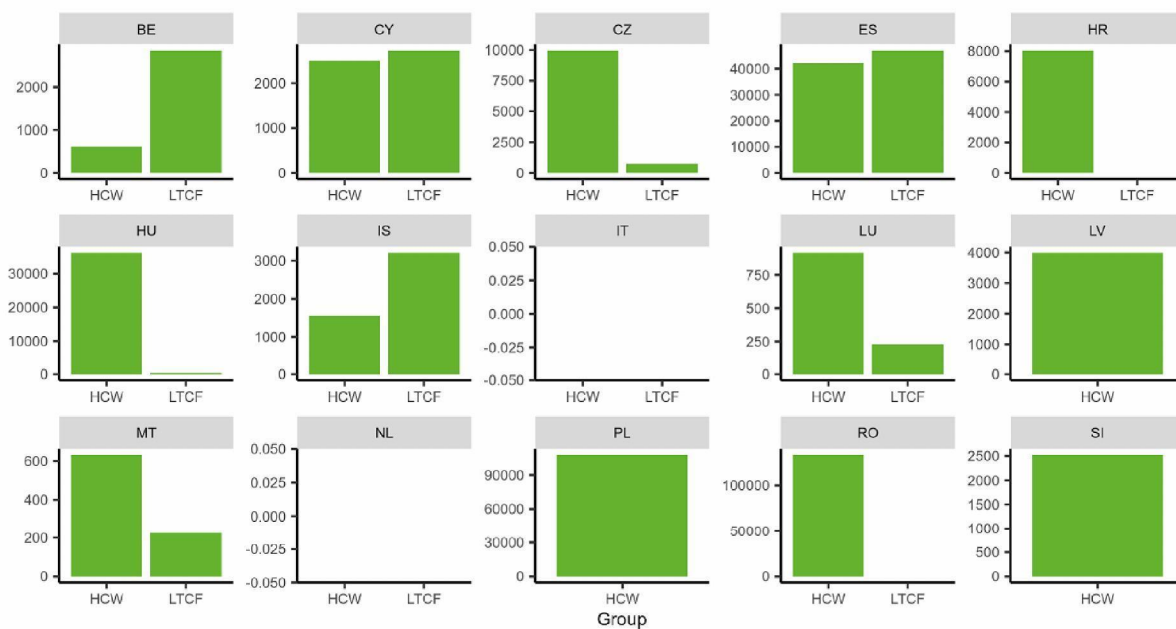 BE CY CZ ES HR
2000 1000 0 2000 1000 0 10000 7500 5000 2500 0 40000 30000 20000 10000 0 8000 6000 4000 2000 0
HCW LTCF HCW LTCF HCW LTCF HCW LTCF HCW LTCF
HU IS IT LU LV
30000 20000 10000 0 3000 2000 1000 0 0.050 0.025 0.000 -0.025 -0.050 750 500 250 0 4000 3000 2000 1000 0
HCW LTCF HCW LTCF HCW LTCF HCW LTCF HCW
MT NL PL RO SI
600 400 200 0 0.050 0.025 0.000 -0.025 -0.050 90000 60000 30000 0 100000 50000 0 2500 2000 1500 1000 500 0
HCW LTCF HCW LTCF HCW HCW LTCF HCW
Group